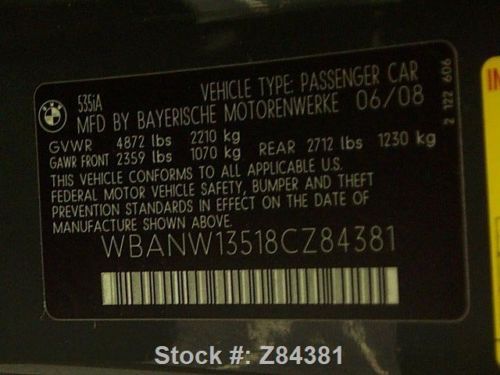 BMW
535iA
VEHICLE TYPE: PASSENGER CAR
MFD BY BAYERISCHE MOTORENWERKE 06/08
GVWR 4872 lbs 2210 kg
GAWR FRONT 2359 lbs 1070 kg REAR 2712 lbs 1230 kg
THIS VEHICLE CONFORMS TO ALL APPLICABLE U.S.
FEDERAL MOTOR VEHICLE SAFETY, BUMPER AND THEFT
PREVENTION STANDARDS IN EFFECT ON THE DATE OF
MANUFACTURE SHOWN ABOVE.
WBANW13518CZ84381
2 122 606
Stock #: Z84381